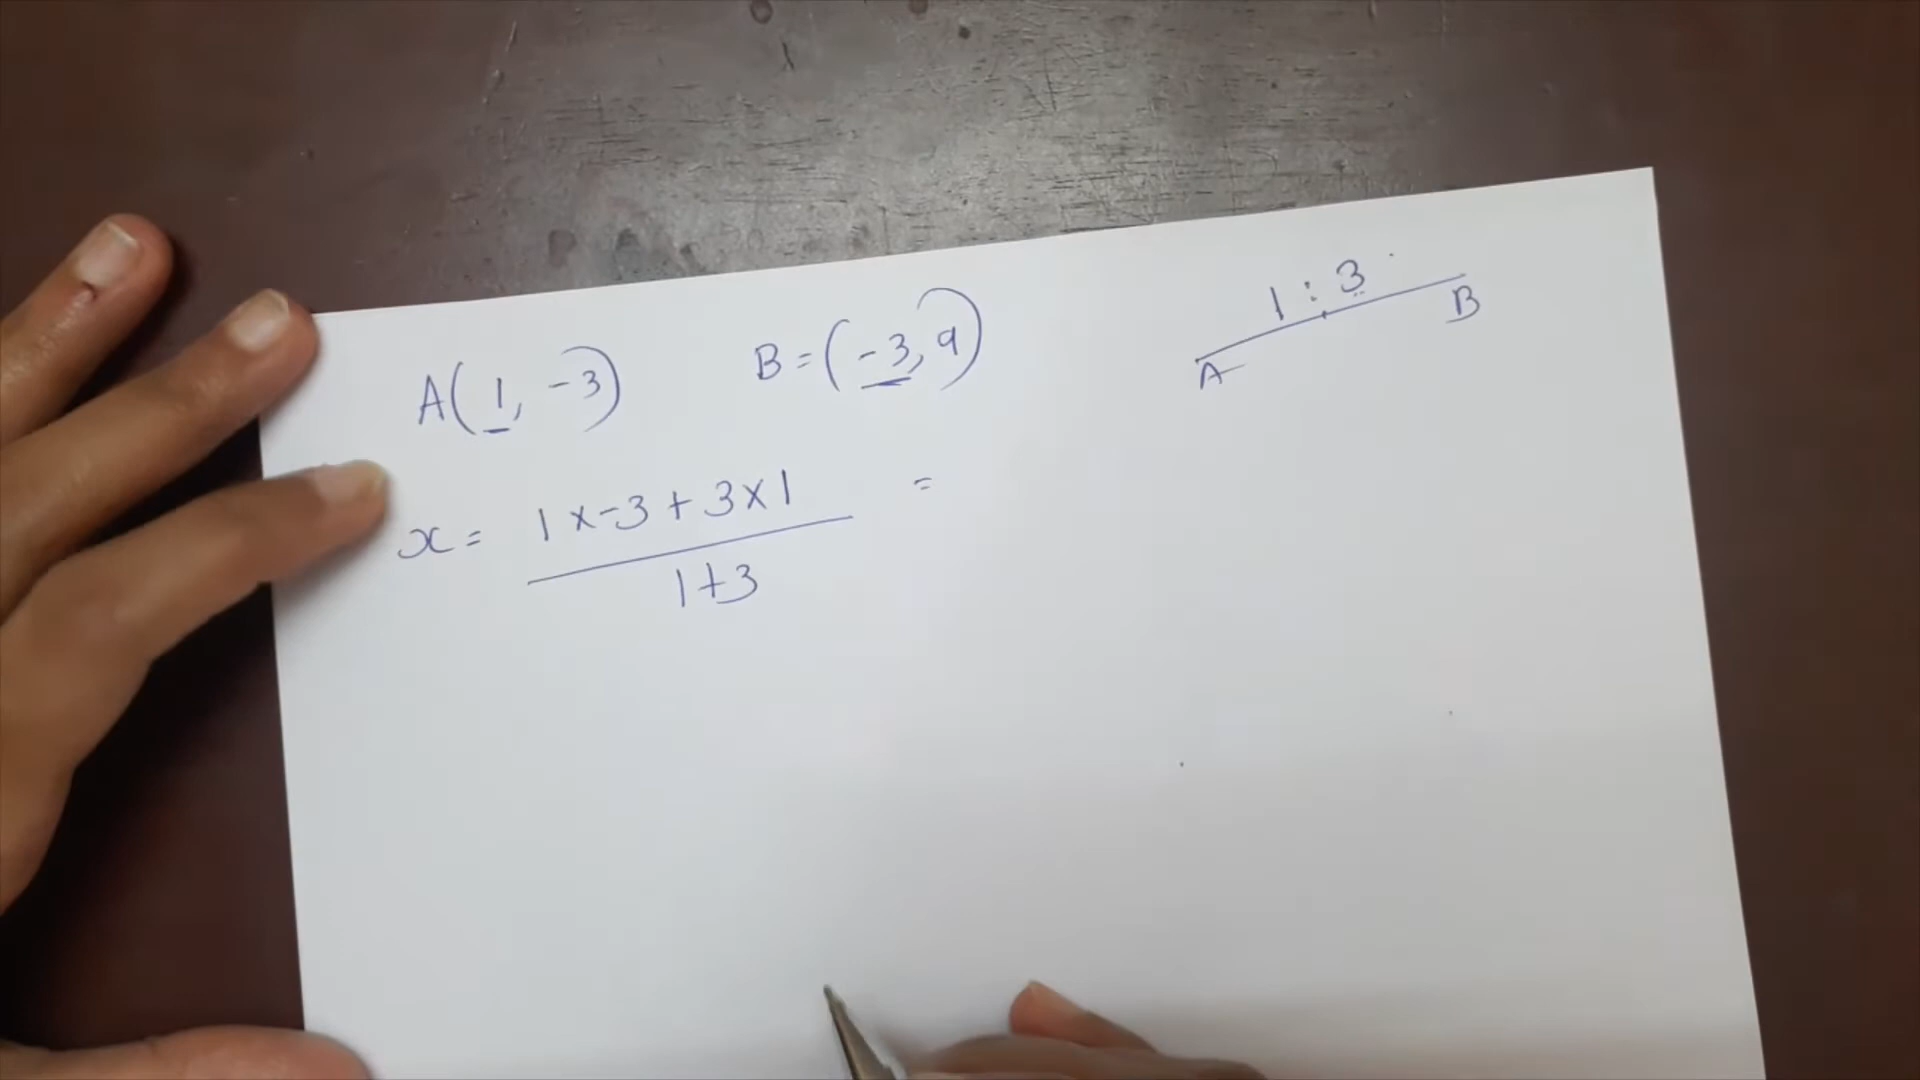 1 : 3
A B
A(1, -3) B = (-3, 9)
x = 1 x -3 + 3 x 1 =
1+3